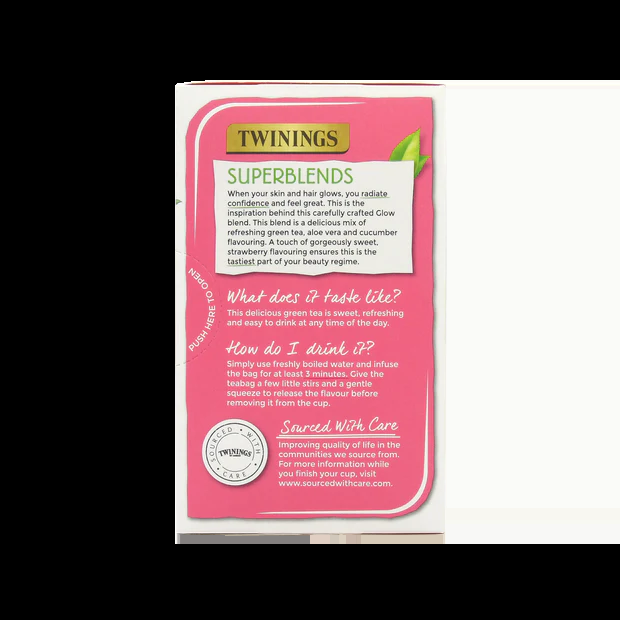 TWININGS
SUPERBLENDS
When your skin and hair glows, you radiate
confidence and feel great. This is the
inspiration behind this carefully crafted Glow
blend. This blend is a delicious mix of
refreshing green tea, aloe vera and cucumber
flavouring. A touch of gorgeously sweet,
strawberry flavouring ensures this is the
tastiest part of your beauty regime.
PUSH HERE TO OPEN
What does it taste like?
This delicious green tea is sweet, refreshing
and easy to drink at any time of the day.
How do I drink it?
Simply use freshly boiled water and infuse
the bag for at least 3 minutes. Give the
teabag a few little stirs and a gentle
squeeze to release the flavour before
removing it from the cup.
SOURCED • WITH • CARE •
TWININGS
Sourced With Care
Improving quality of life in the
communities we source from.
For more information while
you finish your cup, visit
www.sourcedwithcare.com.